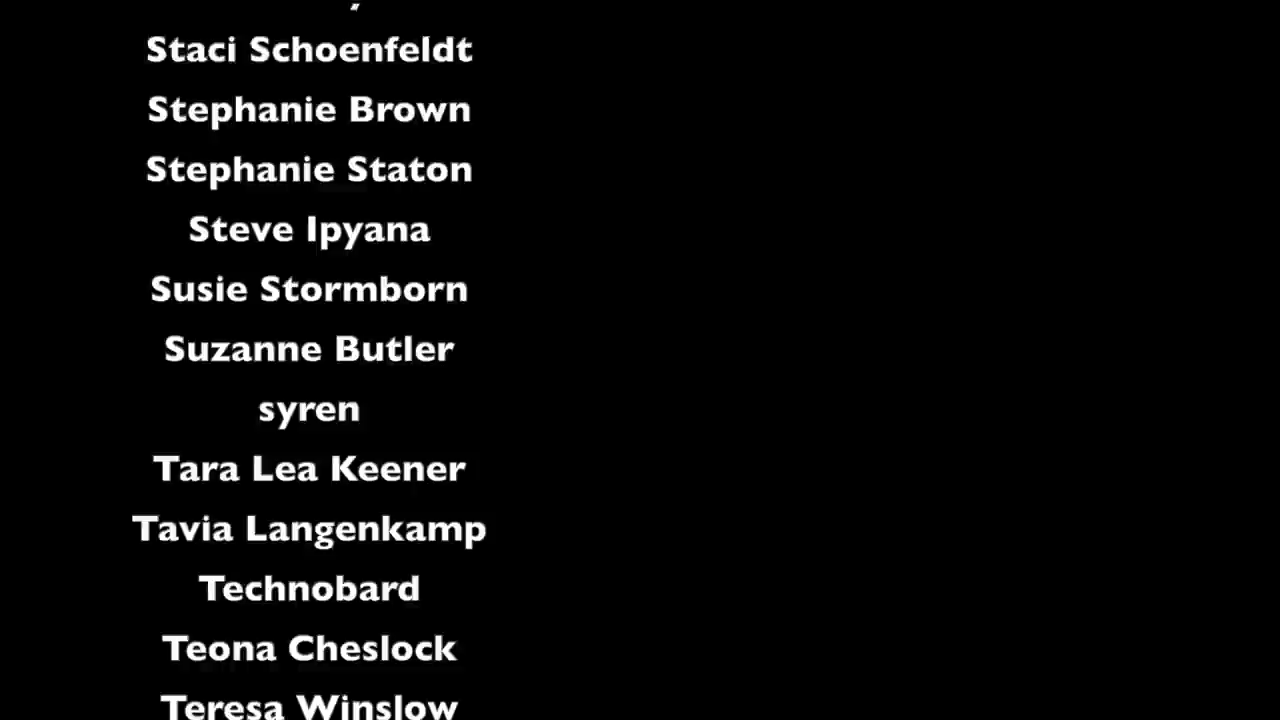 Staci Schoenfeldt
Stephanie Brown
Stephanie Staton
Steve Ipyana
Susie Stormborn
Suzanne Butler
syren
Tara Lea Keener
Tavia Langenkamp
Technobard
Teona Cheslock
Teresa Winslow